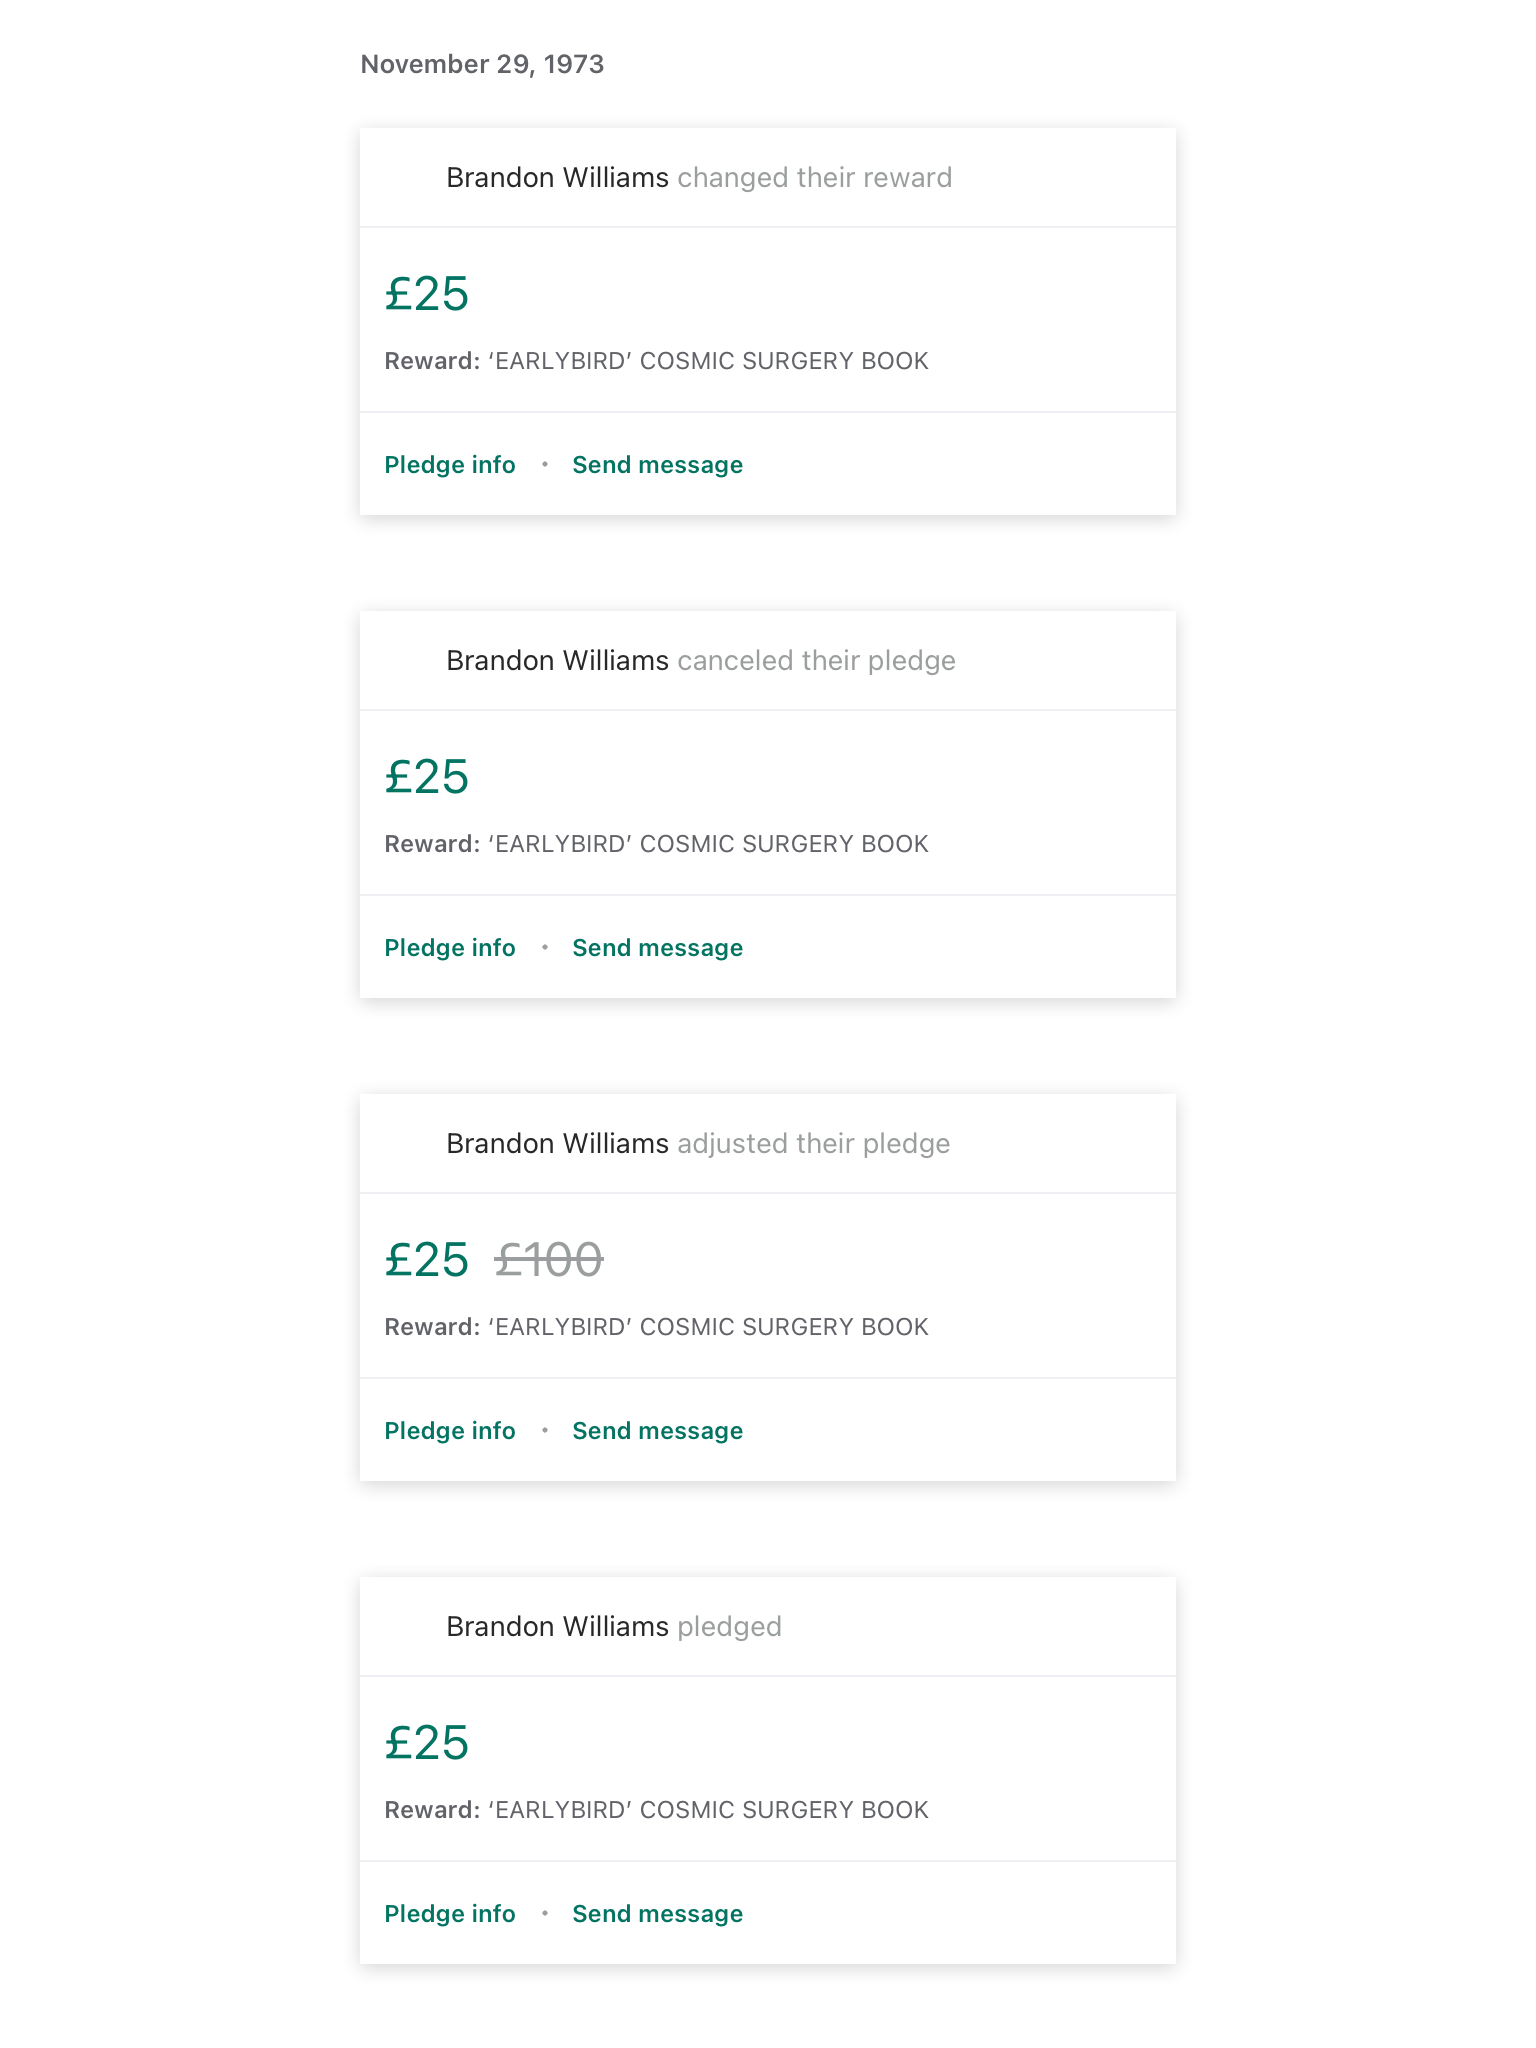 November 29, 1973
Brandon Williams changed their reward
£25
Reward: ‘EARLYBIRD’ COSMIC SURGERY BOOK
Pledge info • Send message
Brandon Williams canceled their pledge
£25
Reward: ‘EARLYBIRD’ COSMIC SURGERY BOOK
Pledge info • Send message
Brandon Williams adjusted their pledge
£25 £100
Reward: ‘EARLYBIRD’ COSMIC SURGERY BOOK
Pledge info • Send message
Brandon Williams pledged
£25
Reward: ‘EARLYBIRD’ COSMIC SURGERY BOOK
Pledge info • Send message